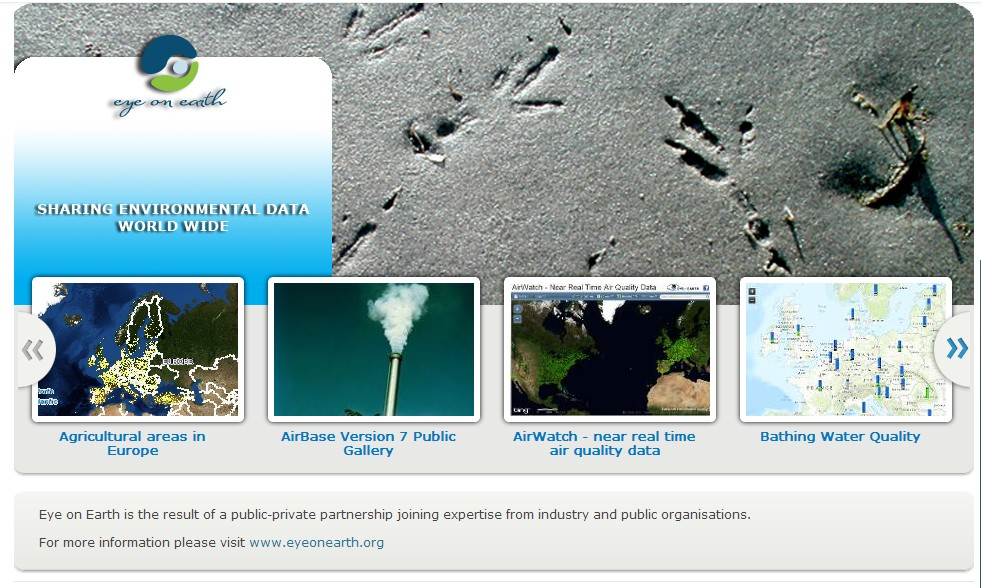 eye on earth
SHARING ENVIRONMENTAL DATA
WORLD WIDE
AirWatch - Near Real Time Air Quality Data
bing
FRANCE
Agricultural areas in
Europe
AirBase Version 7 Public
Gallery
AirWatch - near real time
air quality data
Bathing Water Quality
Eye on Earth is the result of a public-private partnership joining expertise from industry and public organisations.
For more information please visit www.eyeonearth.org